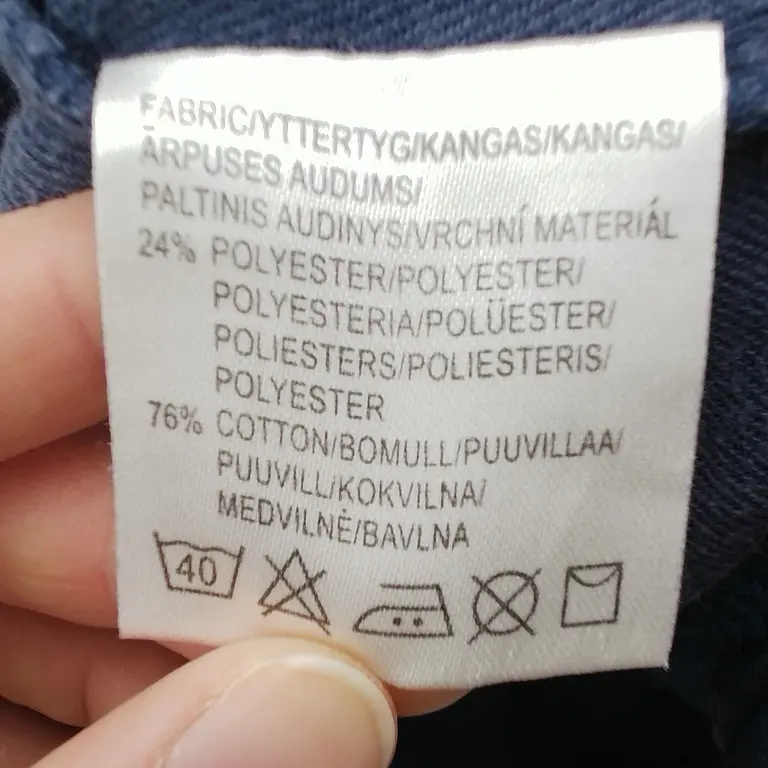 FABRIC/YTTERTYG/KANGAS/KANGAS/
ĀRPUSES AUDUMS/
PALTINIS AUDINYS/VRCHNÍ MATERIÁL
24% POLYESTER/POLYESTER/
POLYESTERIA/POLÜESTER/
POLIESTERS/POLIESTERIS/
POLYESTER
76% COTTON/BOMULL/PUUVILLAA/
PUUVILL/KOKVILNA/
MEDVILNĖ/BAVLNA
40